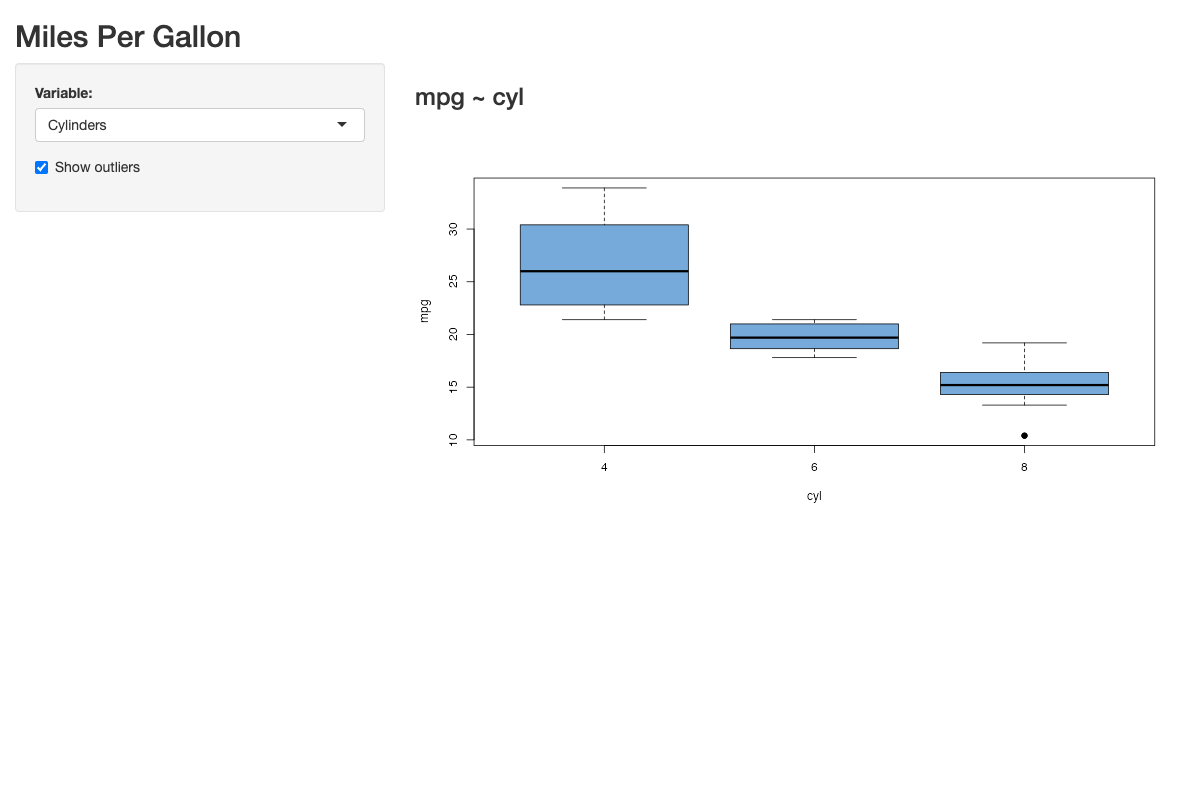 Miles Per Gallon
Variable:
Cylinders
Show outliers
mpg ~ cyl
30
25
20
15
10
mpg
4 6 8
cyl